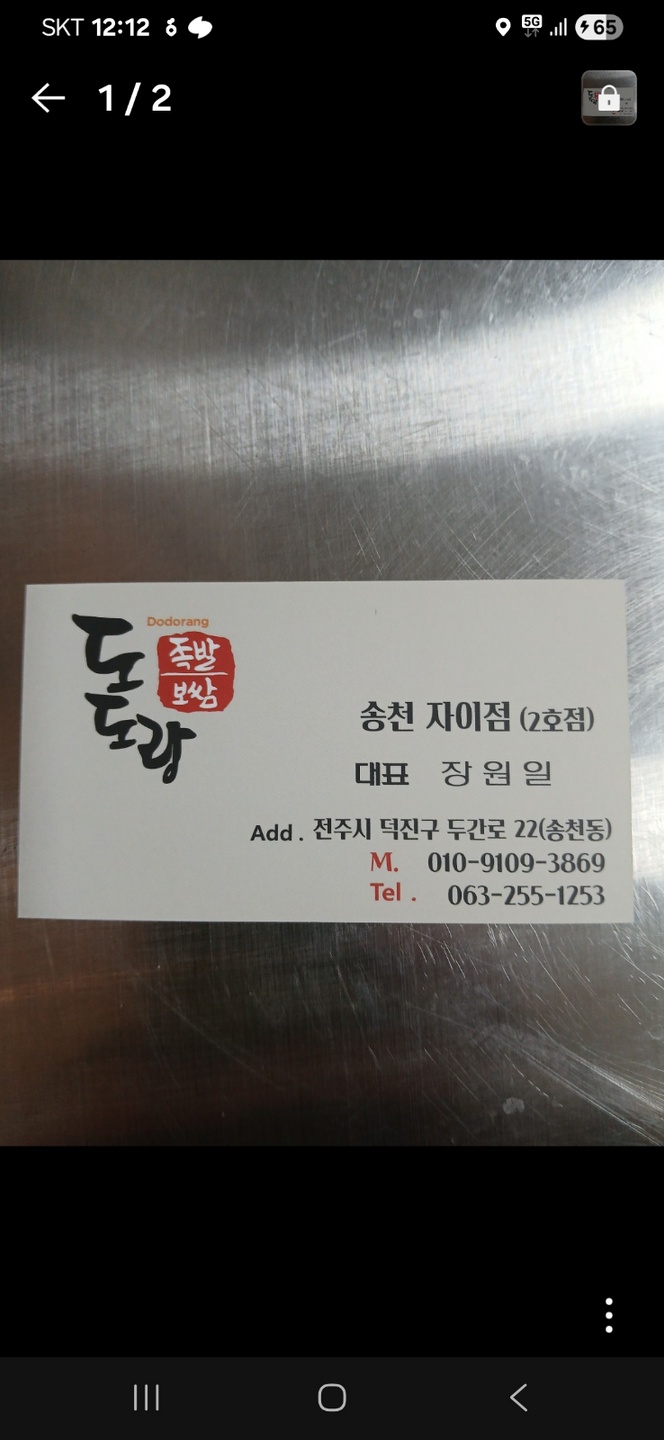 SKT 12:12
5G
65
1 / 2
Dodorang
도도랑
족발
보쌈
송천 자이점 (2호점)
대표 장원일
Add . 전주시 덕진구 두간로 22(송천동)
M. 010-9109-3869
Tel . 063-255-1253